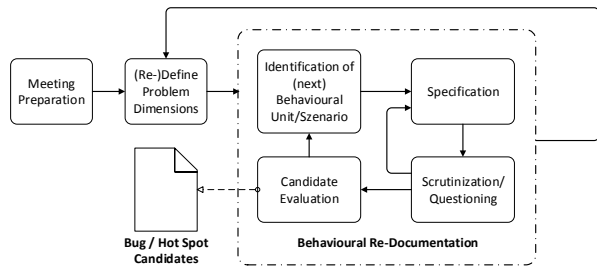 Meeting
Preparation
(Re-)Define
Problem
Dimensions
Identification of
(next)
Behavioural
Unit/Szenario
Specification
Candidate
Evaluation
Scrutinization/
Questioning
Bug / Hot Spot
Candidates
Behavioural Re-Documentation